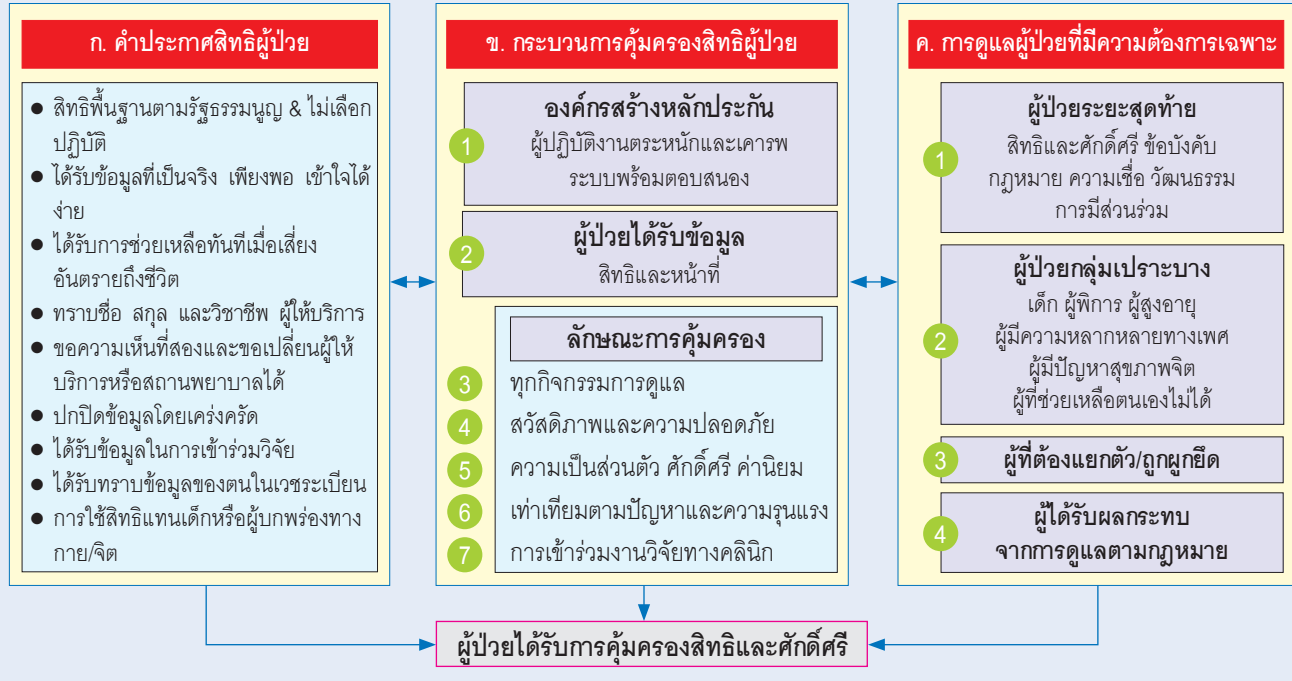 ก. คำประกาศสิทธิผู้ป่วย
● สิทธิพื้นฐานตามรัฐธรรมนูญ & ไม่เลือก
ปฏิบัติ
● ได้รับข้อมูลที่เป็นจริง เพียงพอ เข้าใจได้
ง่าย
● ได้รับการช่วยเหลือทันทีเมื่อเสี่ยง
อันตรายถึงชีวิต
● ทราบชื่อ สกุล และวิชาชีพ ผู้ให้บริการ
● ขอความเห็นที่สองและขอเปลี่ยนผู้ให้
บริการหรือสถานพยาบาลได้
● ปกปิดข้อมูลโดยเคร่งครัด
● ได้รับข้อมูลในการเข้าร่วมวิจัย
● ได้รับทราบข้อมูลของตนในเวชระเบียน
● การใช้สิทธิแทนเด็กหรือผู้บกพร่องทาง
กาย/จิต
ข. กระบวนการคุ้มครองสิทธิผู้ป่วย
องค์กรสร้างหลักประกัน
1 ผู้ปฏิบัติงานตระหนักและเคารพ
ระบบพร้อมตอบสนอง
ผู้ป่วยได้รับข้อมูล
2 สิทธิและหน้าที่
ลักษณะการคุ้มครอง
3 ทุกกิจกรรมการดูแล
4 สวัสดิภาพและความปลอดภัย
5 ความเป็นส่วนตัว ศักดิ์ศรี ค่านิยม
6 เท่าเทียมตามปัญหาและความรุนแรง
7 การเข้าร่วมงานวิจัยทางคลินิก
ค. การดูแลผู้ป่วยที่มีความต้องการเฉพาะ
ผู้ป่วยระยะสุดท้าย
1 สิทธิและศักดิ์ศรี ข้อบังคับ
กฎหมาย ความเชื่อ วัฒนธรรม
การมีส่วนร่วม
ผู้ป่วยกลุ่มเปราะบาง
เด็ก ผู้พิการ ผู้สูงอายุ
2 ผู้มีความหลากหลายทางเพศ
ผู้มีปัญหาสุขภาพจิต
ผู้ที่ช่วยเหลือตนเองไม่ได้
3 ผู้ที่ต้องแยกตัว/ถูกผูกยึด
4 ผู้ได้รับผลกระทบ
จากการดูแลตามกฎหมาย
ผู้ป่วยได้รับการคุ้มครองสิทธิและศักดิ์ศรี